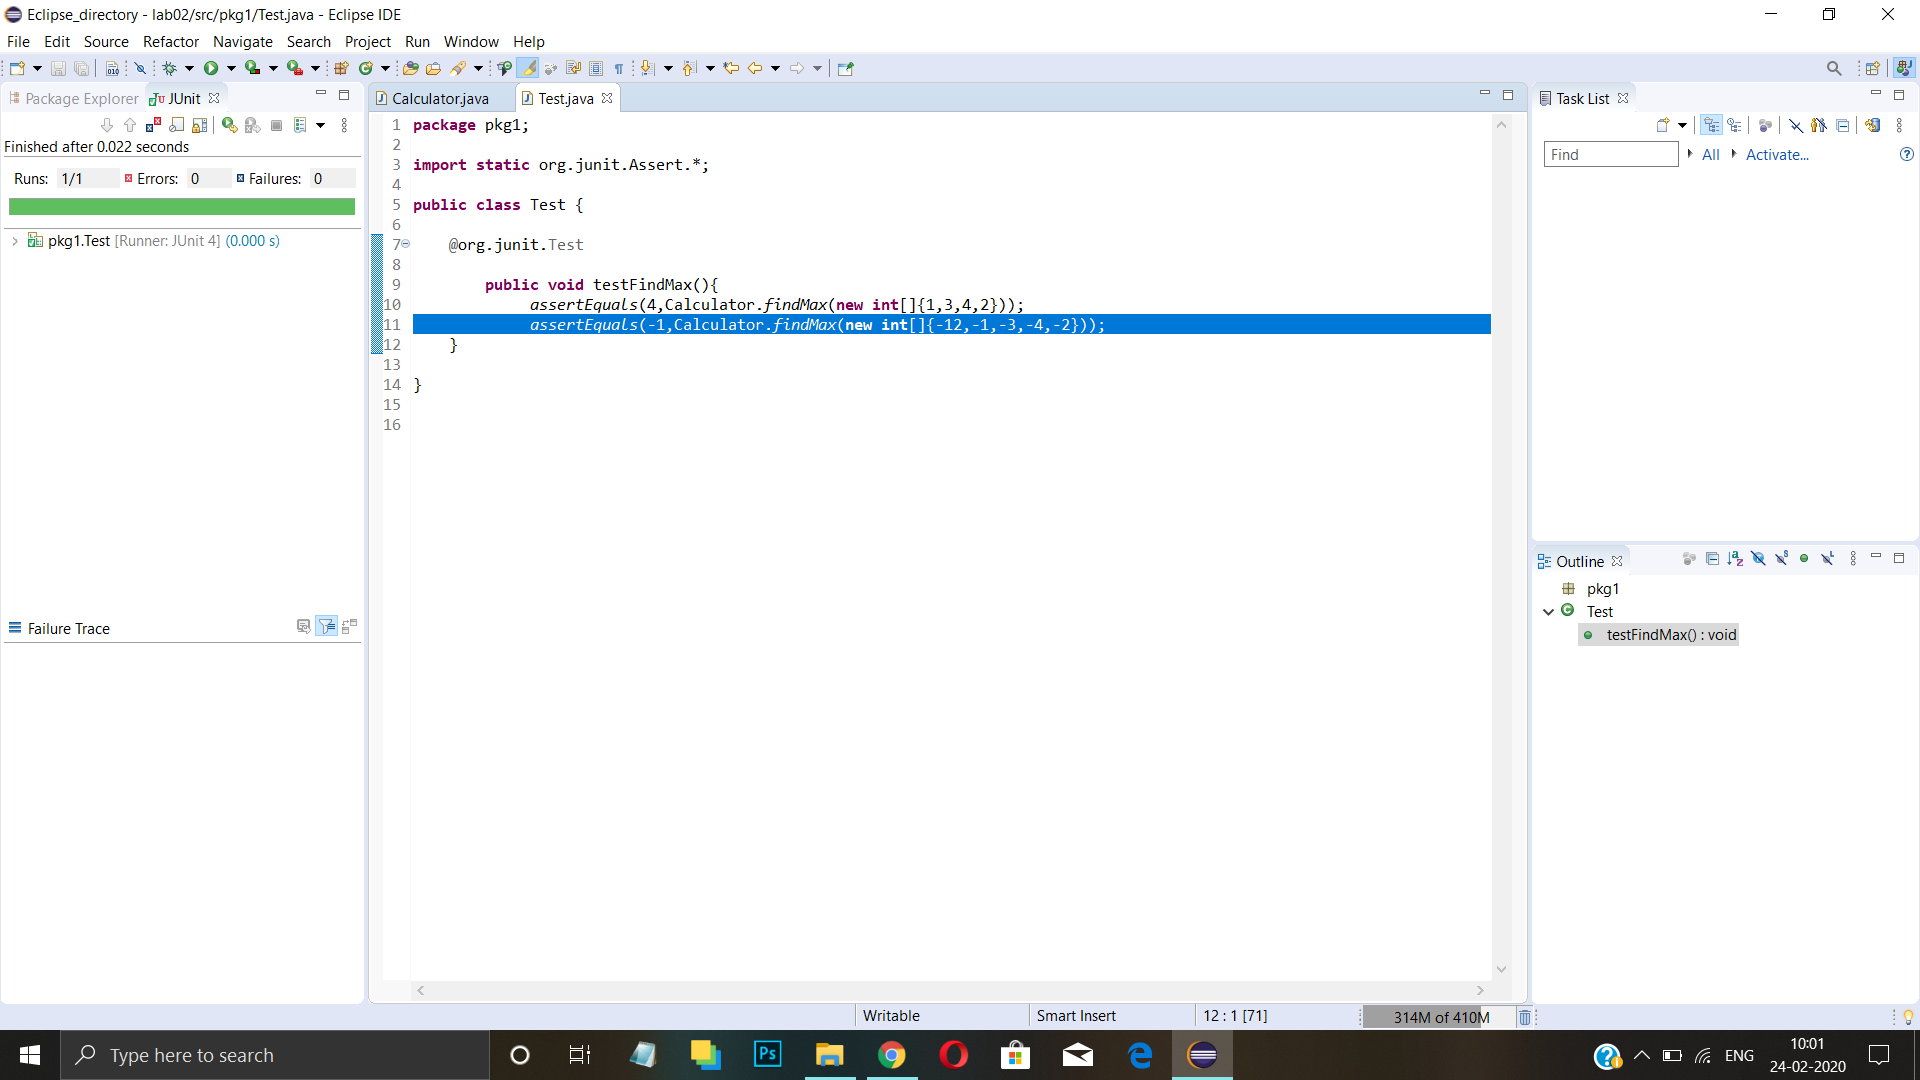 Eclipse_directory - lab02/src/pkg1/Test.java - Eclipse IDE
File Edit Source Refactor Navigate Search Project Run Window Help
Package Explorer JUnit
Finished after 0.022 seconds
Runs: 1/1 Errors: 0 Failures: 0
pkg1.Test [Runner: JUnit 4] (0.000 s)
Failure Trace
Calculator.java Test.java
1 package pkg1;
2
3 import static org.junit.Assert.*;
4
5 public class Test {
6
7 @org.junit.Test
8
9 public void testFindMax(){
10 assertEquals(4,Calculator.findMax(new int[]{1,3,4,2}));
11 assertEquals(-1,Calculator.findMax(new int[]{-12,-1,-3,-4,-2}));
12 }
13
14 }
15
16
Task List
Find All Activate...
Outline
pkg1
Test
testFindMax() : void
Writable Smart Insert 12 : 1 [71] 314M of 410M
Type here to search
Ps
ENG
10:01
24-02-2020